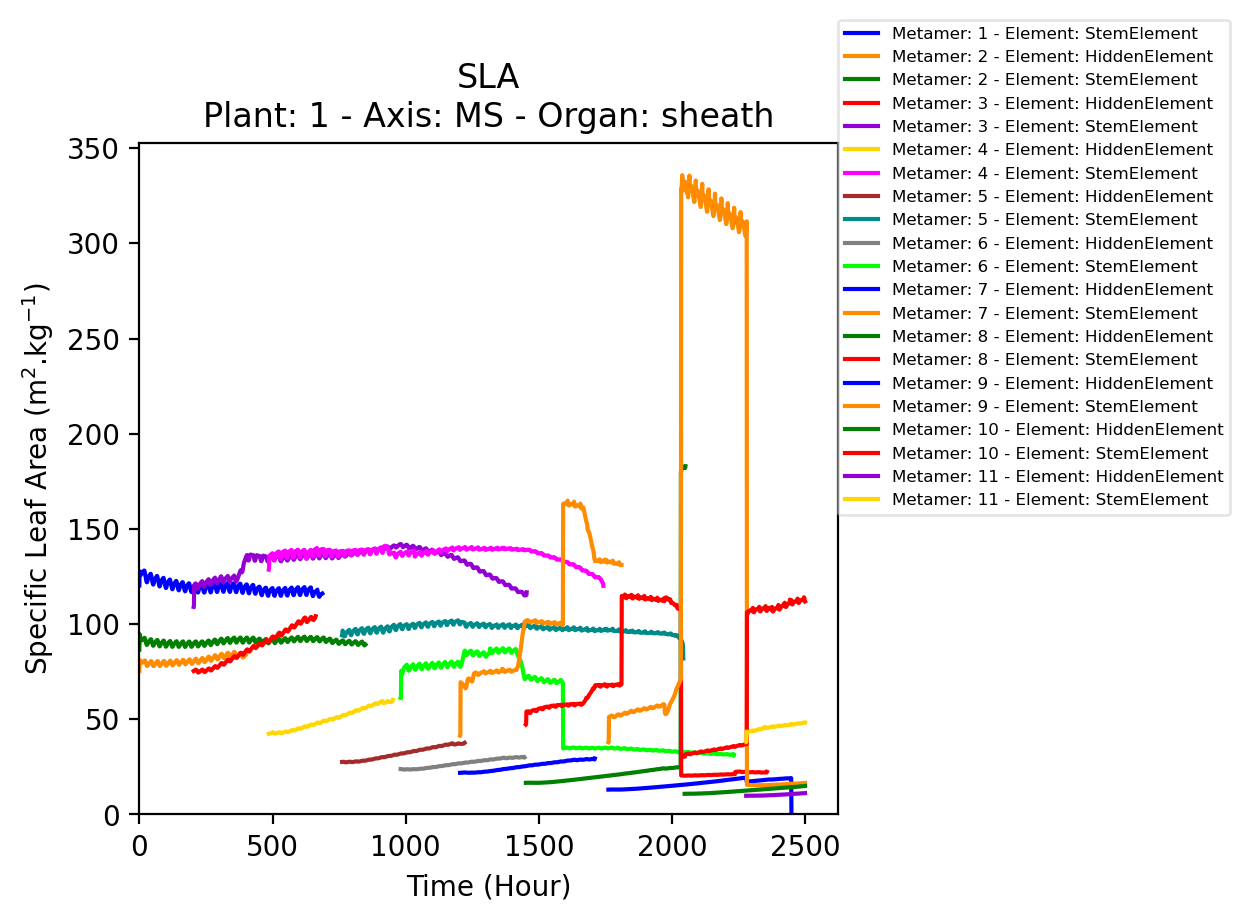 SLA
Plant: 1 - Axis: MS - Organ: sheath
Specific Leaf Area (m².kg⁻¹)
350
300
250
200
150
100
50
0
0 500 1000 1500 2000 2500
Time (Hour)
Metamer: 1 - Element: StemElement
Metamer: 2 - Element: HiddenElement
Metamer: 2 - Element: StemElement
Metamer: 3 - Element: HiddenElement
Metamer: 3 - Element: StemElement
Metamer: 4 - Element: HiddenElement
Metamer: 4 - Element: StemElement
Metamer: 5 - Element: HiddenElement
Metamer: 5 - Element: StemElement
Metamer: 6 - Element: HiddenElement
Metamer: 6 - Element: StemElement
Metamer: 7 - Element: HiddenElement
Metamer: 7 - Element: StemElement
Metamer: 8 - Element: HiddenElement
Metamer: 8 - Element: StemElement
Metamer: 9 - Element: HiddenElement
Metamer: 9 - Element: StemElement
Metamer: 10 - Element: HiddenElement
Metamer: 10 - Element: StemElement
Metamer: 11 - Element: HiddenElement
Metamer: 11 - Element: StemElement